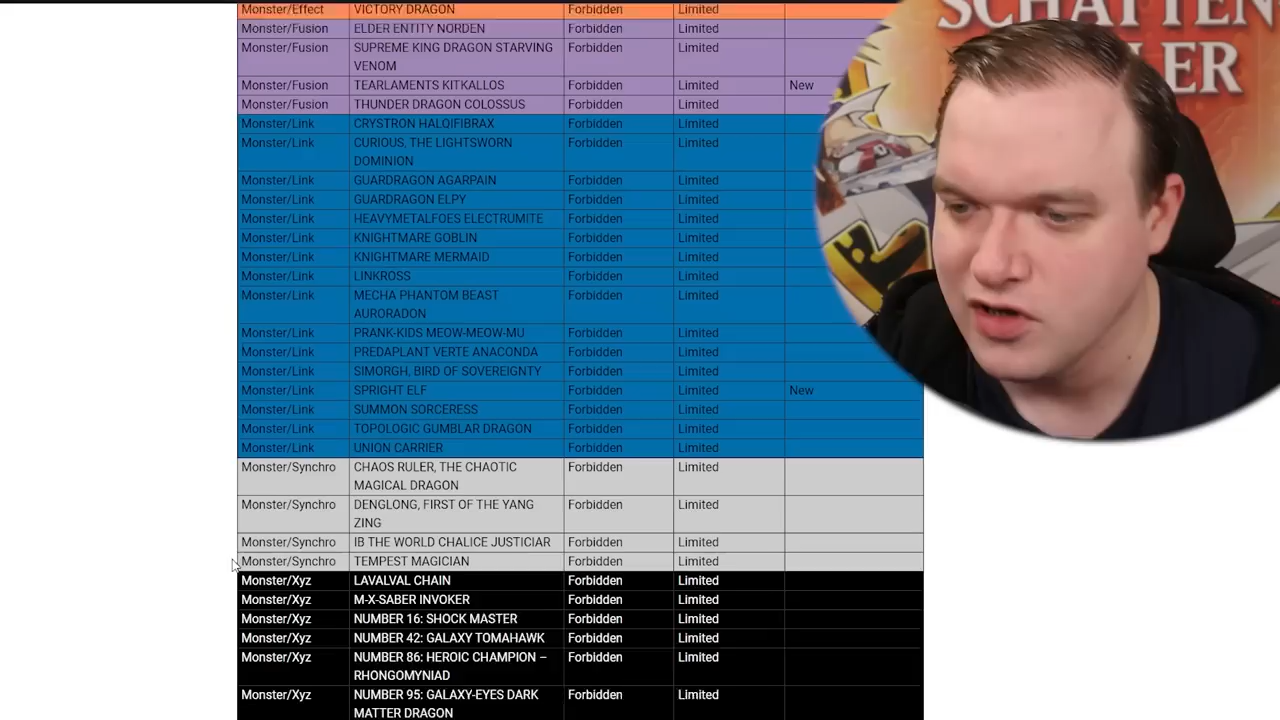 SCHATTEN
LER
Monster/Effect VICTORY DRAGON Forbidden Limited
Monster/Fusion ELDER ENTITY NORDEN Forbidden Limited
Monster/Fusion SUPREME KING DRAGON STARVING Forbidden Limited
VENOM
Monster/Fusion TEARLAMENTS KITKALLOS Forbidden Limited New
Monster/Fusion THUNDER DRAGON COLOSSUS Forbidden Limited
Monster/Link CRYSTRON HALQIFIBRAX Forbidden Limited
Monster/Link CURIOUS, THE LIGHTSWORN Forbidden Limited
DOMINION
Monster/Link GUARDRAGON AGARPAIN Forbidden Limited
Monster/Link GUARDRAGON ELPY Forbidden Limited
Monster/Link HEAVYMETALFOES ELECTRUMITE Forbidden Limited
Monster/Link KNIGHTMARE GOBLIN Forbidden Limited
Monster/Link KNIGHTMARE MERMAID Forbidden Limited
Monster/Link LINKROSS Forbidden Limited
Monster/Link MECHA PHANTOM BEAST Forbidden Limited
AURORADON
Monster/Link PRANK-KIDS MEOW-MEOW-MU Forbidden Limited
Monster/Link PREDAPLANT VERTE ANACONDA Forbidden Limited
Monster/Link SIMORGH, BIRD OF SOVEREIGNTY Forbidden Limited
Monster/Link SPRIGHT ELF Forbidden Limited New
Monster/Link SUMMON SORCERESS Forbidden Limited
Monster/Link TOPOLOGIC GUMBLAR DRAGON Forbidden Limited
Monster/Link UNION CARRIER Forbidden Limited
Monster/Synchro CHAOS RULER, THE CHAOTIC Forbidden Limited
MAGICAL DRAGON
Monster/Synchro DENGLONG, FIRST OF THE YANG Forbidden Limited
ZING
Monster/Synchro IB THE WORLD CHALICE JUSTICIAR Forbidden Limited
Monster/Synchro TEMPEST MAGICIAN Forbidden Limited
Monster/Xyz LAVALVAL CHAIN Forbidden Limited
Monster/Xyz M-X-SABER INVOKER Forbidden Limited
Monster/Xyz NUMBER 16: SHOCK MASTER Forbidden Limited
Monster/Xyz NUMBER 42: GALAXY TOMAHAWK Forbidden Limited
Monster/Xyz NUMBER 86: HEROIC CHAMPION – Forbidden Limited
RHONGOMYNIAD
Monster/Xyz NUMBER 95: GALAXY-EYES DARK Forbidden Limited
MATTER DRAGON